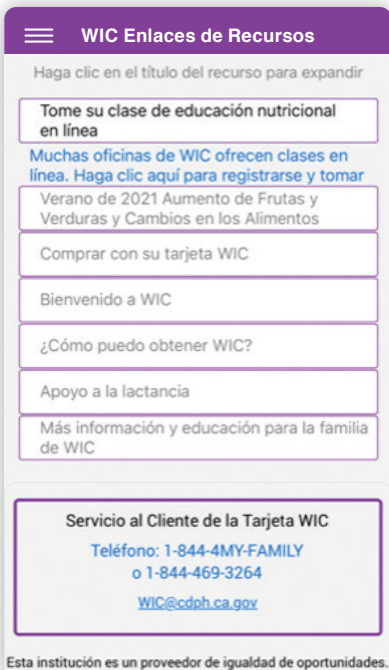 WIC Enlaces de Recursos
Haga clic en el título del recurso para expandir
Tome su clase de educación nutricional
en línea
Muchas oficinas de WIC ofrecen clases en
línea. Haga clic aquí para registrarse y tomar
Verano de 2021 Aumento de Frutas y
Verduras y Cambios en los Alimentos
Comprar con su tarjeta WIC
Bienvenido a WIC
¿Cómo puedo obtener WIC?
Apoyo a la lactancia
Más información y educación para la familia
de WIC
Servicio al Cliente de la Tarjeta WIC
Teléfono: 1-844-4MY-FAMILY
o 1-844-469-3264
WIC@cdph.ca.gov
Esta institución es un proveedor de igualdad de oportunidades.